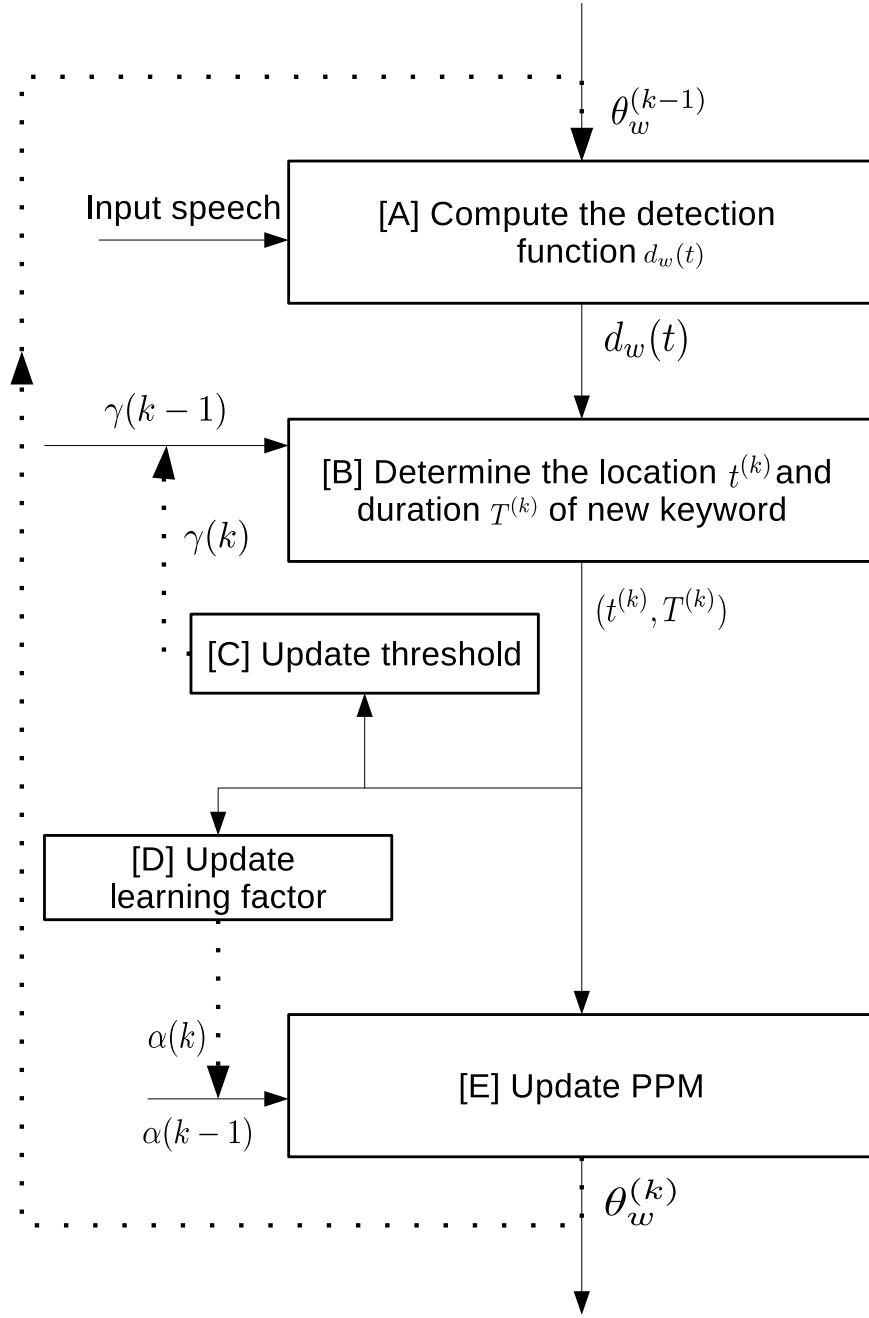 θ_w^(k−1)
Input speech
[A] Compute the detection
function d_w(t)
d_w(t)
γ(k − 1)
[B] Determine the location t^(k) and
duration T^(k) of new keyword
γ(k)
(t^(k), T^(k))
[C] Update threshold
[D] Update
learning factor
α(k)
[E] Update PPM
α(k − 1)
θ_w^(k)